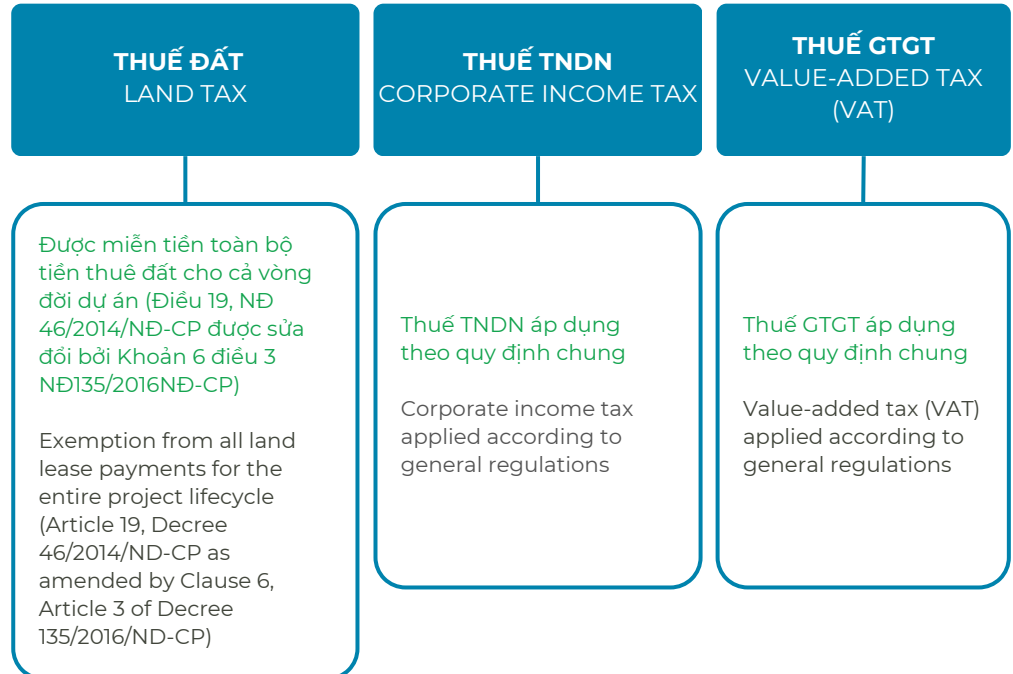 THUẾ ĐẤT
LAND TAX
Được miễn tiền toàn bộ
tiền thuê đất cho cả vòng
đời dự án (Điều 19, NĐ
46/2014/NĐ-CP được sửa
đổi bởi Khoản 6 điều 3
NĐ135/2016NĐ-CP)
Exemption from all land
lease payments for the
entire project lifecycle
(Article 19, Decree
46/2014/ND-CP as
amended by Clause 6,
Article 3 of Decree
135/2016/ND-CP)
THUẾ TNDN
CORPORATE INCOME TAX
Thuế TNDN áp dụng
theo quy định chung
Corporate income tax
applied according to
general regulations
THUẾ GTGT
VALUE-ADDED TAX
(VAT)
Thuế GTGT áp dụng
theo quy định chung
Value-added tax (VAT)
applied according to
general regulations